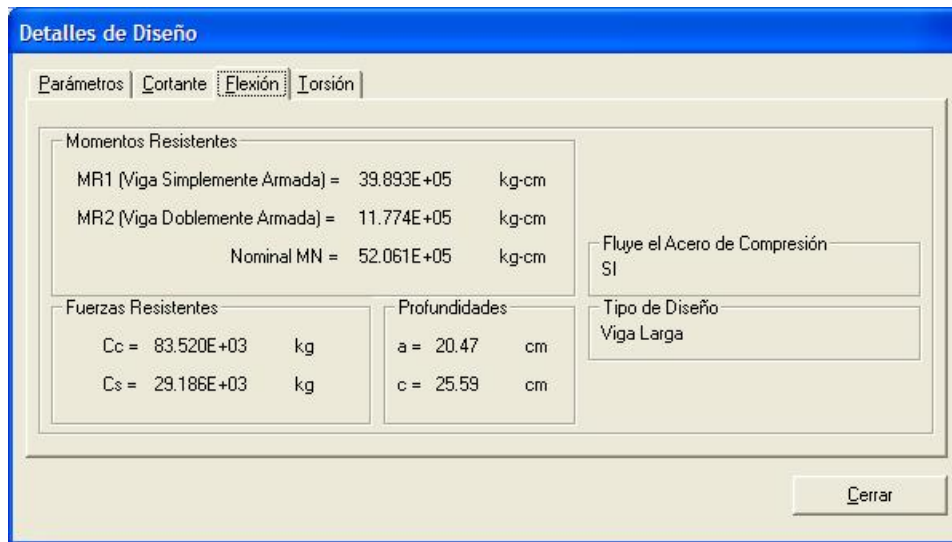 Detalles de Diseño
Parámetros Cortante Flexión Torsión
Momentos Resistentes
MR1 (Viga Simplemente Armada) = 39.893E+05 kg-cm
MR2 (Viga Doblemente Armada) = 11.774E+05 kg-cm
Nominal MN = 52.061E+05 kg-cm
Fluye el Acero de Compresión
SI
Fuerzas Resistentes
Cc = 83.520E+03 kg
Cs = 29.186E+03 kg
Profundidades
a = 20.47 cm
c = 25.59 cm
Tipo de Diseño
Viga Larga
Cerrar